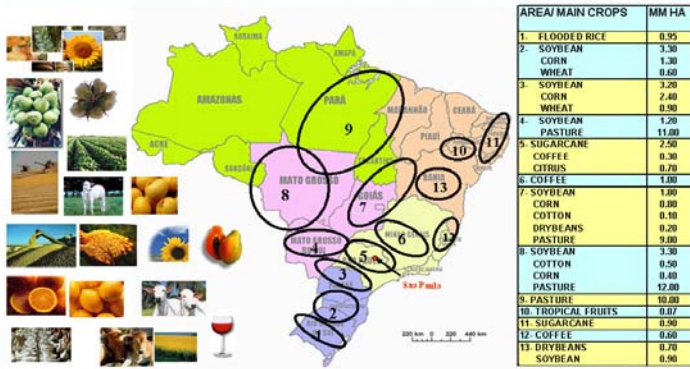 AREA/ MAIN CROPS MM HA
1- FLOODED RICE 0.95
2- SOYBEAN 3.30
CORN 1.30
WHEAT 0.60
3- SOYBEAN 3.20
CORN 2.40
WHEAT 0.90
4- SOYBEAN 1.20
PASTURE 11.00
5- SUGARCANE 2.50
COFFEE 0.30
CITRUS 0.70
6- COFFEE 1.00
7- SOYBEAN 1.80
CORN 0.80
COTTON 0.10
DRYBEANS 0.20
PASTURE 9.00
8- SOYBEAN 3.30
COTTON 0.50
CORN 0.40
PASTURE 12.00
9- PASTURE 10.00
10- TROPICAL FRUITS 0.07
11- SUGARCANE 0.90
12- COFFEE 0.60
13- DRYBEANS 0.70
SOYBEAN 0.90
RORAIMA
AMAPÁ
AMAZONAS
PARÁ
MARANHÃO
CEARÁ
9
11
PIAUÍ
10
ACRE
BAHIA
13
MATO GROSSO
8
GOIÁS
7
MINAS GERAIS
6
12
MATO GROSSO
4
5
São Paulo
3
2
1
220 km 0 220 440 km